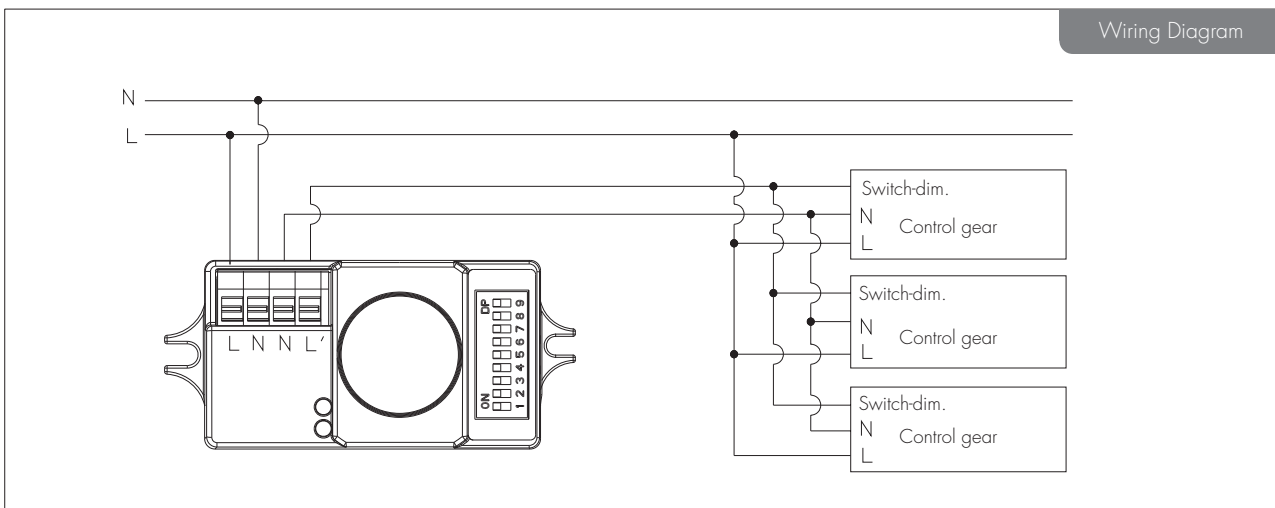 Wiring Diagram
N
L
Switch-dim.
N
Control gear
L
Switch-dim.
N
Control gear
L
Switch-dim.
N
Control gear
L
L N N L′
ON DP
1 2 3 4 5 6 7 8 9